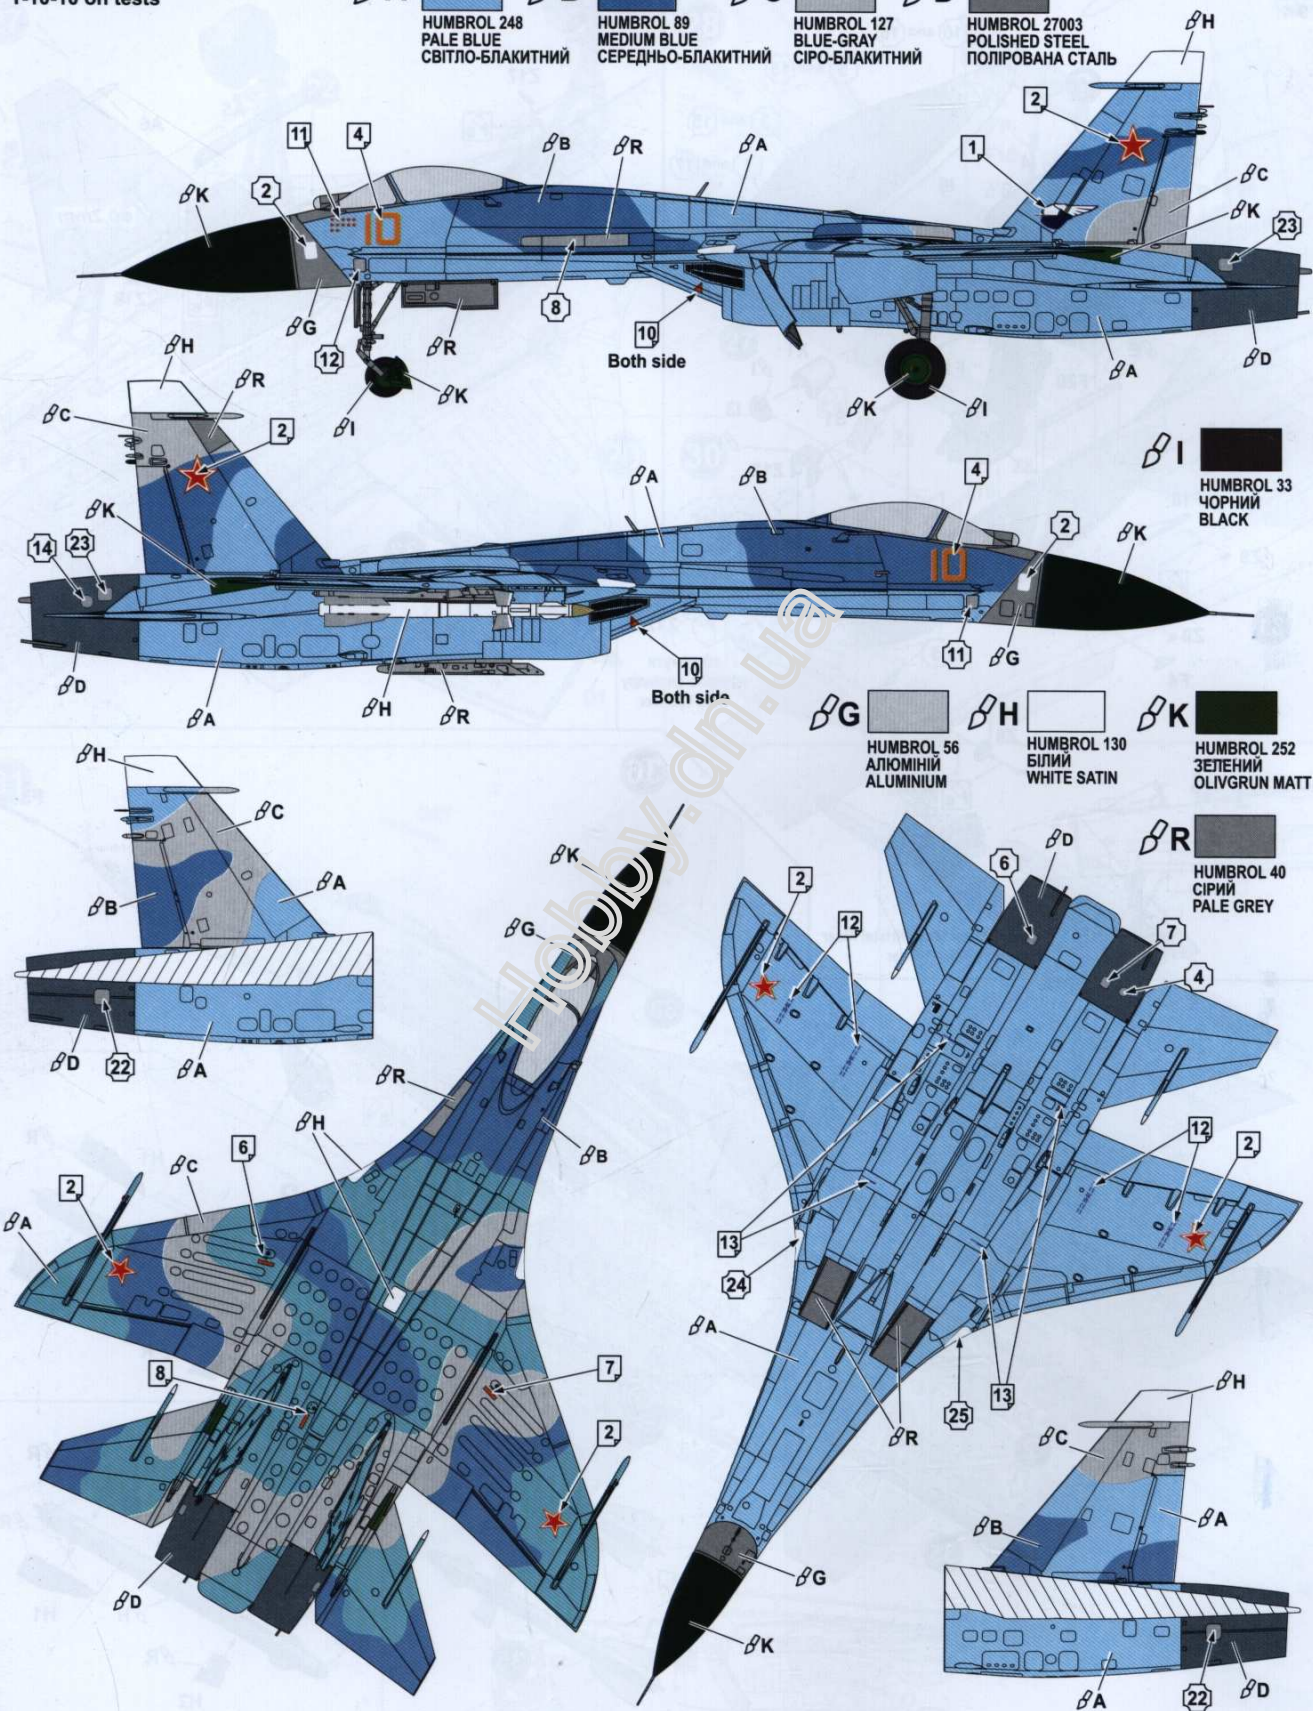 A
HUMBROL 248
PALE BLUE
СВІТЛО-БЛАКИТНИЙ
HUMBROL 89
MEDIUM BLUE
СЕРЕДНЬО-БЛАКИТНИЙ
HUMBROL 127
BLUE-GRAY
СІРО-БЛАКИТНИЙ
HUMBROL 27003
POLISHED STEEL
ПОЛІРОВАНА СТАЛЬ
H
2
11
4
B
R
A
1
K
2
10
C
K
23
G
12
R
8
10
Both side
A
D
K
I
K
I
H
R
C
2
A
B
4
I
HUMBROL 33
ЧОРНИЙ
BLACK
K
14
23
2
K
10
D
A
H
R
10
Both side
11
G
G
HUMBROL 56
АЛЮМІНІЙ
ALUMINIUM
H
HUMBROL 130
БІЛИЙ
WHITE SATIN
K
HUMBROL 252
ЗЕЛЕНИЙ
OLIVGRUN MATT
R
HUMBROL 40
СІРИЙ
PALE GREY
Hobby.dn.ua
H
C
A
B
D
22
A
K
G
R
H
B
C
6
2
A
8
7
2
D
D
6
2
12
7
4
12
12
2
13
24
A
R
25
13
G
K
H
C
B
A
A
22
D